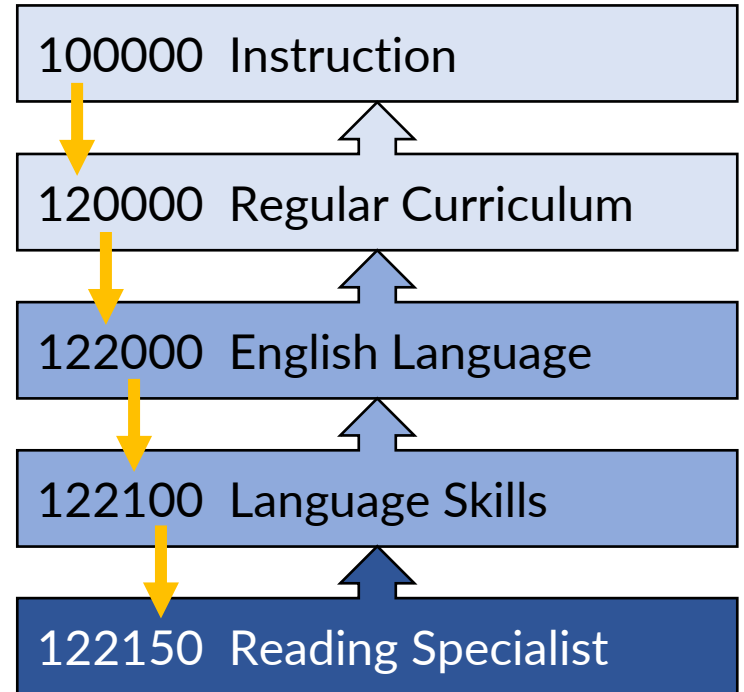 100000 Instruction
120000 Regular Curriculum
122000 English Language
122100 Language Skills
122150 Reading Specialist